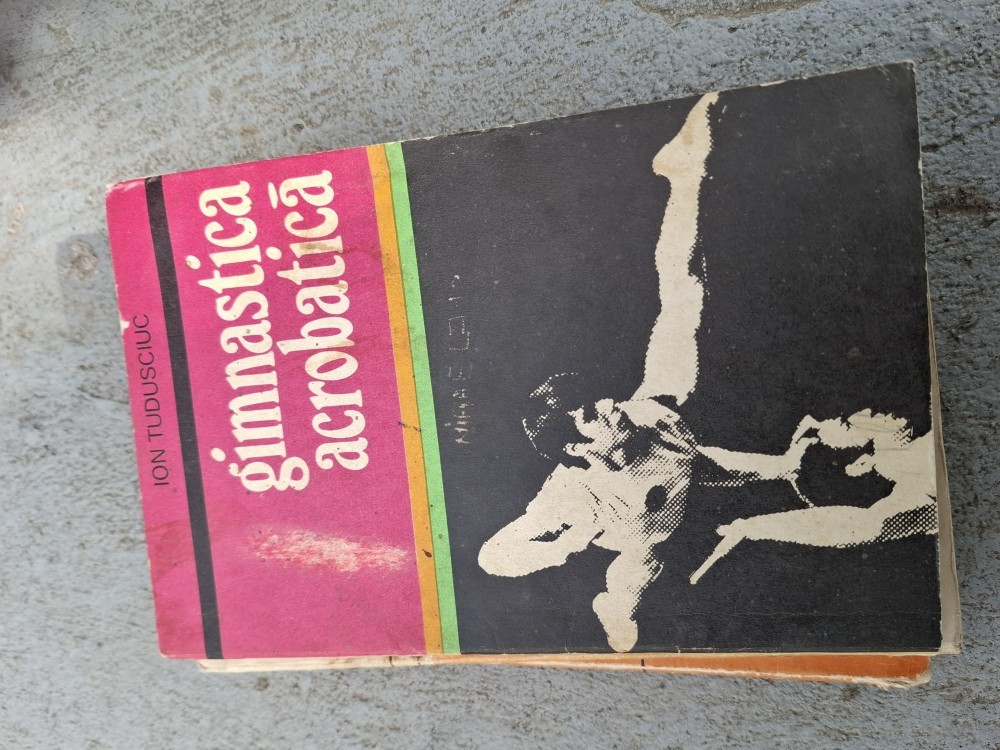 ION TUDUSCIUC
gimnastica
acrobatică